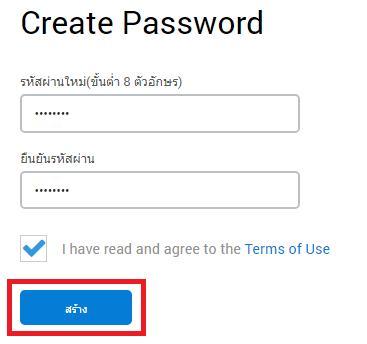 Create Password
รหัสผ่านใหม่(ขั้นต่ำ 8 ตัวอักษร)
••••••••
ยืนยันรหัสผ่าน
••••••••
I have read and agree to the Terms of Use
สร้าง